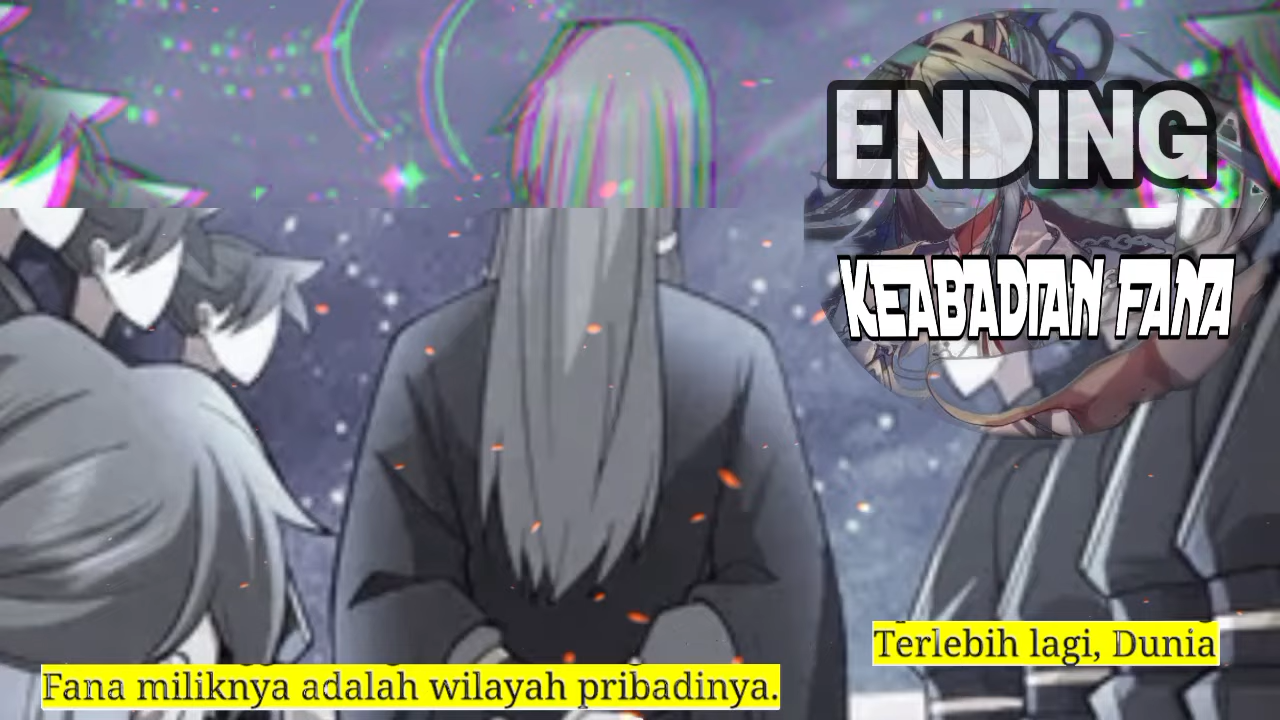 ENDING
KEABADIAN FANA
Terlebih lagi, Dunia
Fana miliknya adalah wilayah pribadinya.